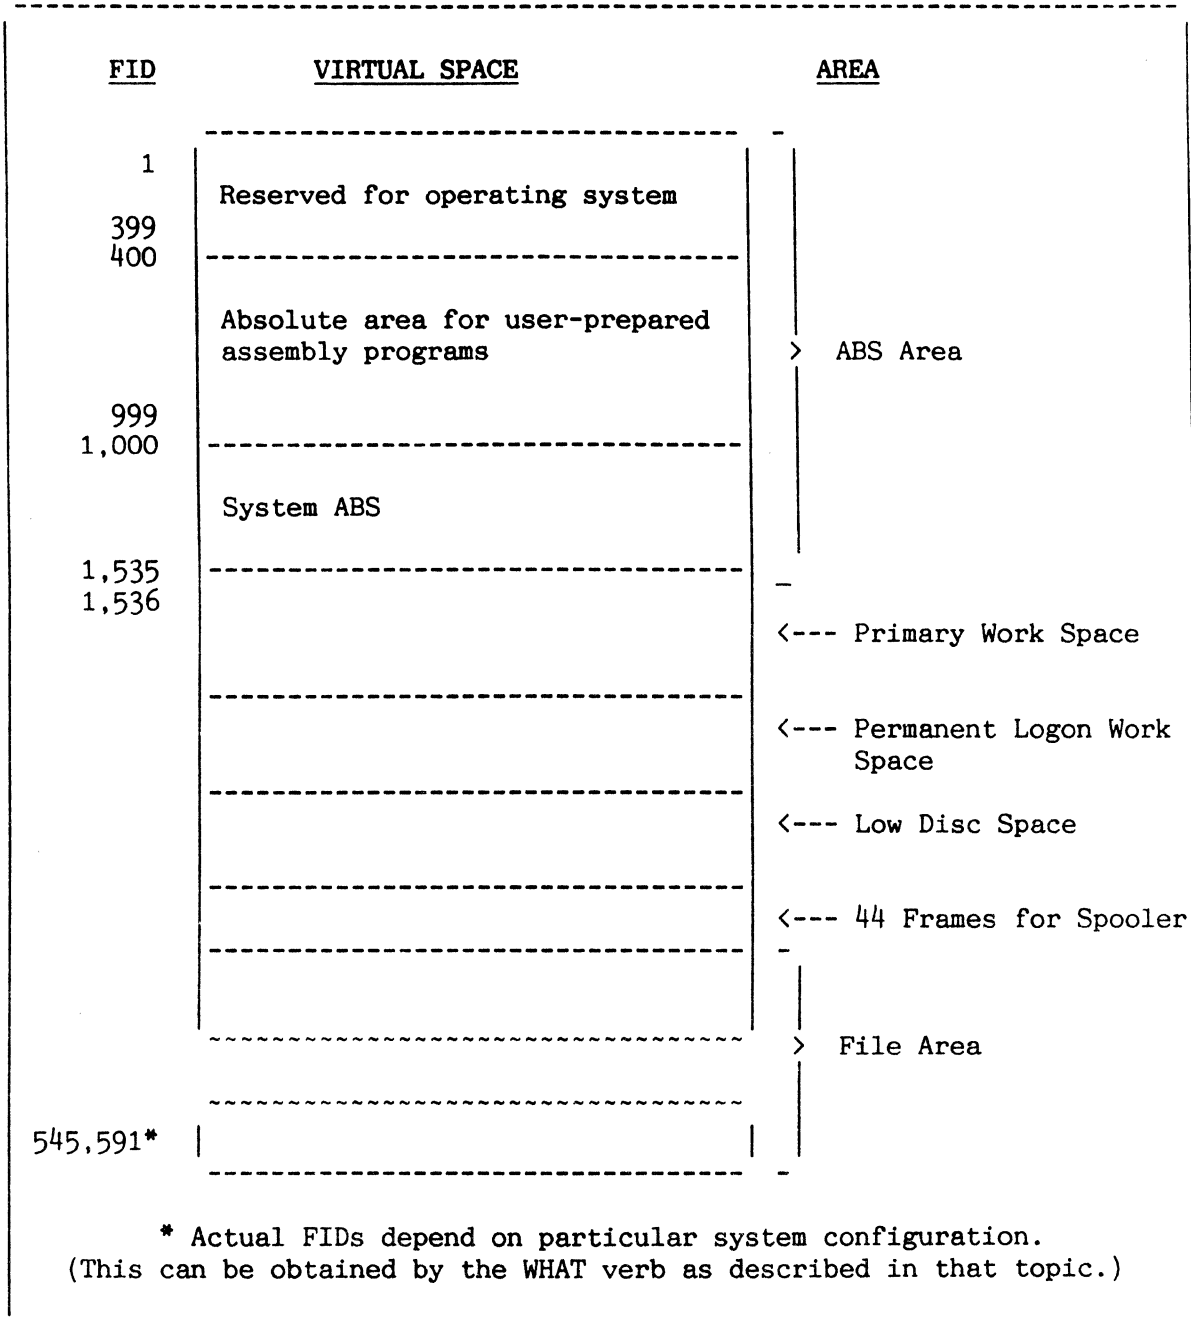 FID VIRTUAL SPACE AREA
1
Reserved for operating system
399
400
Absolute area for user-prepared
assembly programs
> ABS Area
999
1,000
System ABS
1,535
1,536
<--- Primary Work Space
<--- Permanent Logon Work
Space
<--- Low Disc Space
<--- 44 Frames for Spooler
> File Area
545,591*
* Actual FIDs depend on particular system configuration.
(This can be obtained by the WHAT verb as described in that topic.)